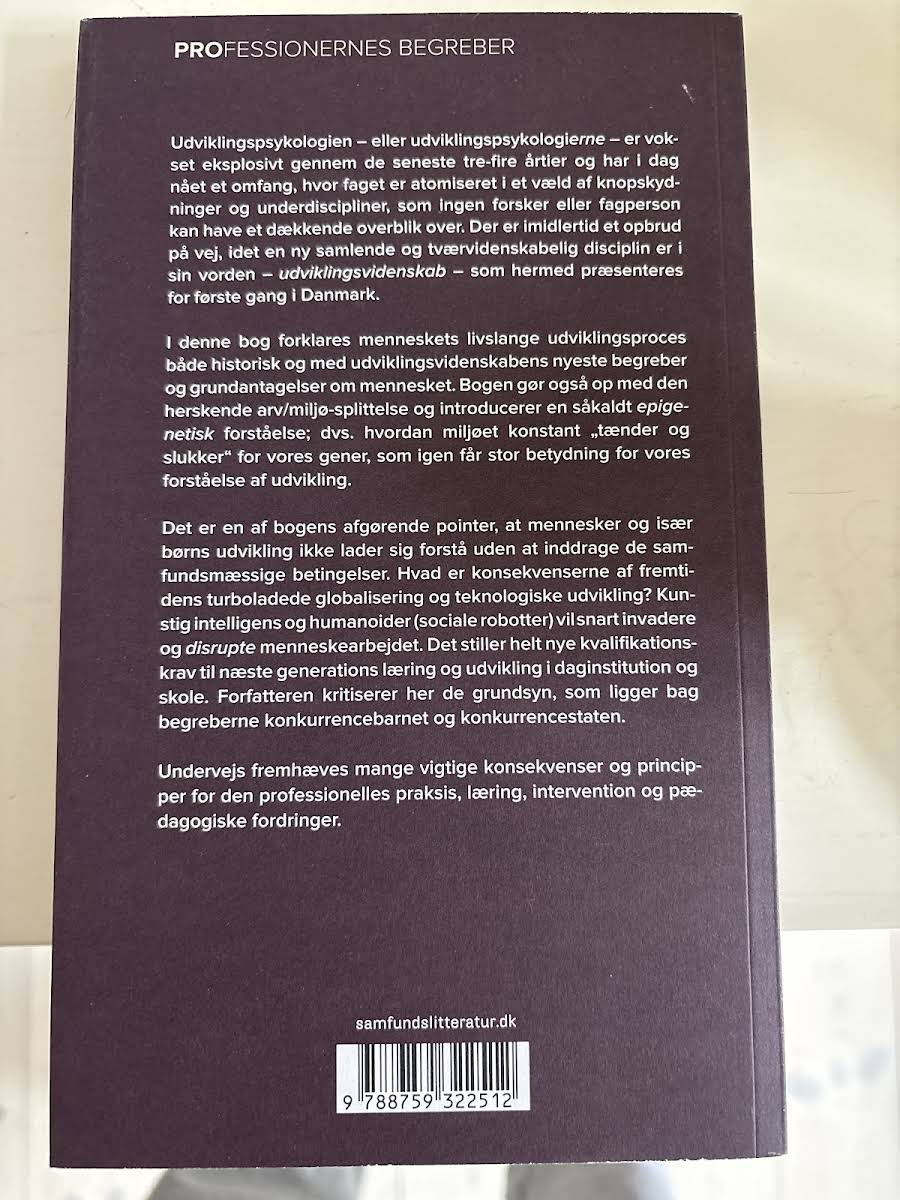 PROFESSIONERNES BEGREBER
Udviklingspsykologien – eller udviklingspsykologierne – er vok-
set eksplosivt gennem de seneste tre-fire årtier og har i dag
nået et omfang, hvor faget er atomiseret i et væld af knopskyd-
ninger og underdiscipliner, som ingen forsker eller fagperson
kan have et dækkende overblik over. Der er imidlertid et opbrud
på vej, idet en ny samlende og tværvidenskabelig disciplin er i
sin vorden – udviklingsvidenskab – som hermed præsenteres
for første gang i Danmark.
I denne bog forklares menneskets livslange udviklingsproces
både historisk og med udviklingsvidenskabens nyeste begreber
og grundantagelser om mennesket. Bogen gør også op med den
herskende arv/miljø-splittelse og introducerer en såkaldt epige-
netisk forståelse; dvs. hvordan miljøet konstant „tænder og
slukker“ for vores gener, som igen får stor betydning for vores
forståelse af udvikling.
Det er en af bogens afgørende pointer, at mennesker og især
børns udvikling ikke lader sig forstå uden at inddrage de sam-
fundsmæssige betingelser. Hvad er konsekvenserne af fremti-
dens turboladede globalisering og teknologiske udvikling? Kun-
stig intelligens og humanoider (sociale robotter) vil snart invadere
og disrupte menneskearbejdet. Det stiller helt nye kvalifikations-
krav til næste generations læring og udvikling i daginstitution og
skole. Forfatteren kritiserer her de grundsyn, som ligger bag
begreberne konkurrencebarnet og konkurrencestaten.
Undervejs fremhæves mange vigtige konsekvenser og princip-
per for den professionelles praksis, læring, intervention og pæ-
dagogiske fordringer.
samfundslitteratur.dk
9 788759 322512